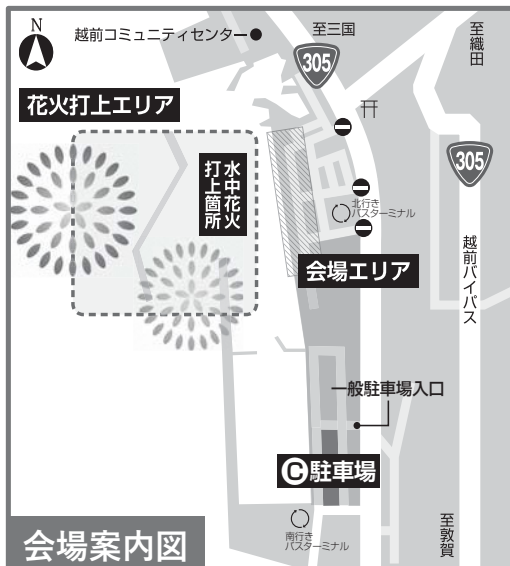 N
越前コミュニティセンター●
至三国
305
至織田
花火打上エリア
水中花火
打上箇所
305
北行き
バスターミナル
越前バイパス
会場エリア
一般駐車場入口
C駐車場
南行き
バスターミナル
至敦賀
会場案内図